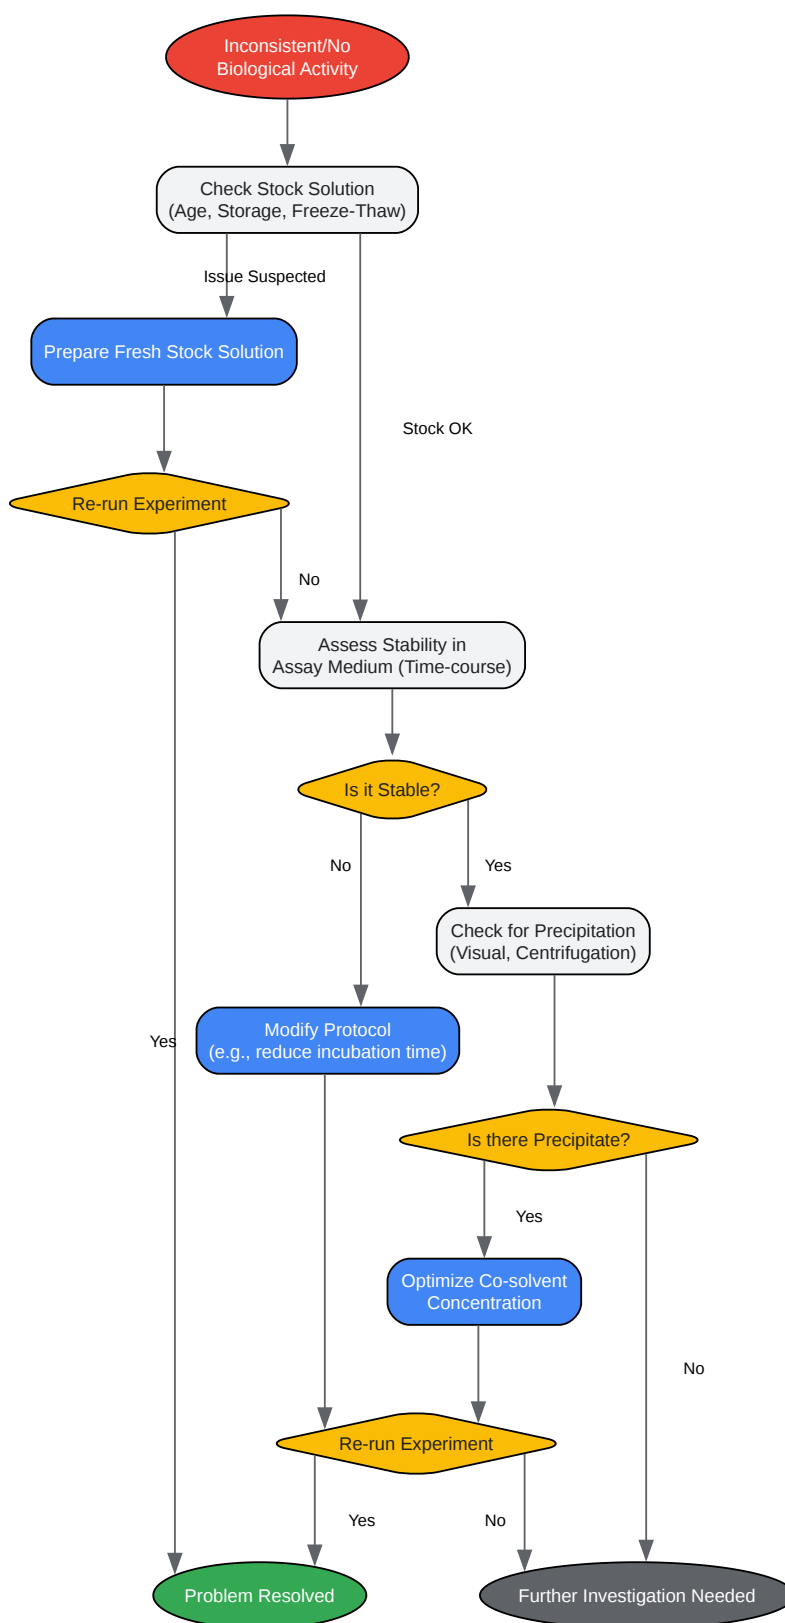 Inconsistent/No
Biological Activity
Check Stock Solution
(Age, Storage, Freeze-Thaw)
Issue Suspected
Prepare Fresh Stock Solution
Stock OK
Re-run Experiment
No
Assess Stability in
Assay Medium (Time-course)
Is it Stable?
No
Yes
Check for Precipitation
(Visual, Centrifugation)
Modify Protocol
(e.g., reduce incubation time)
Yes
Is there Precipitate?
Yes
Optimize Co-solvent
Concentration
No
Re-run Experiment
Yes
No
Problem Resolved
Further Investigation Needed